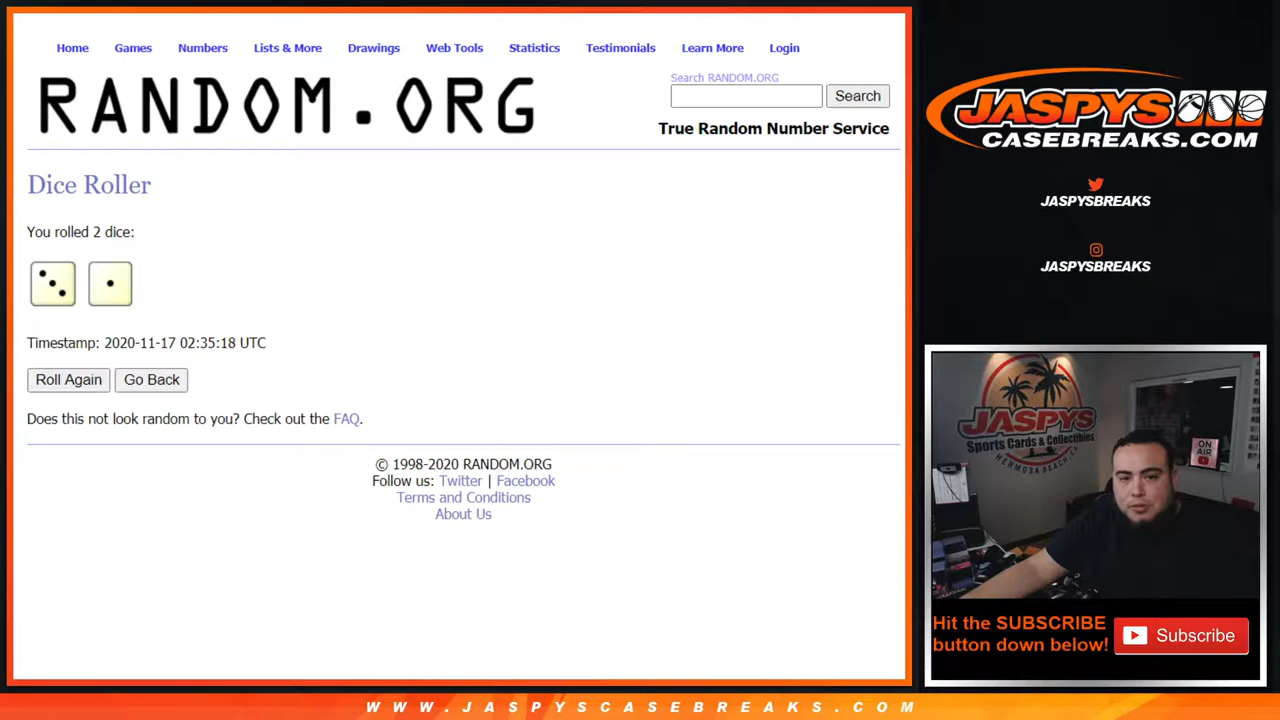 Home Games Numbers Lists & More Drawings Web Tools Statistics Testimonials Learn More Login
RANDOM.ORG
Search RANDOM.ORG
Search
True Random Number Service
Dice Roller
You rolled 2 dice:
Timestamp: 2020-11-17 02:35:18 UTC
Roll Again Go Back
Does this not look random to you? Check out the FAQ.
© 1998-2020 RANDOM.ORG
Follow us: Twitter | Facebook
Terms and Conditions
About Us
JASPYS
CASEBREAKS.COM
JASPYSBREAKS
JASPYSBREAKS
JASPYS
Sports Cards & Collectibles
HERMOSA BEACH, CA
ON
AIR
Hit the SUBSCRIBE
button down below!
Subscribe
WWW.JASPYSCASEBREAKS.COM